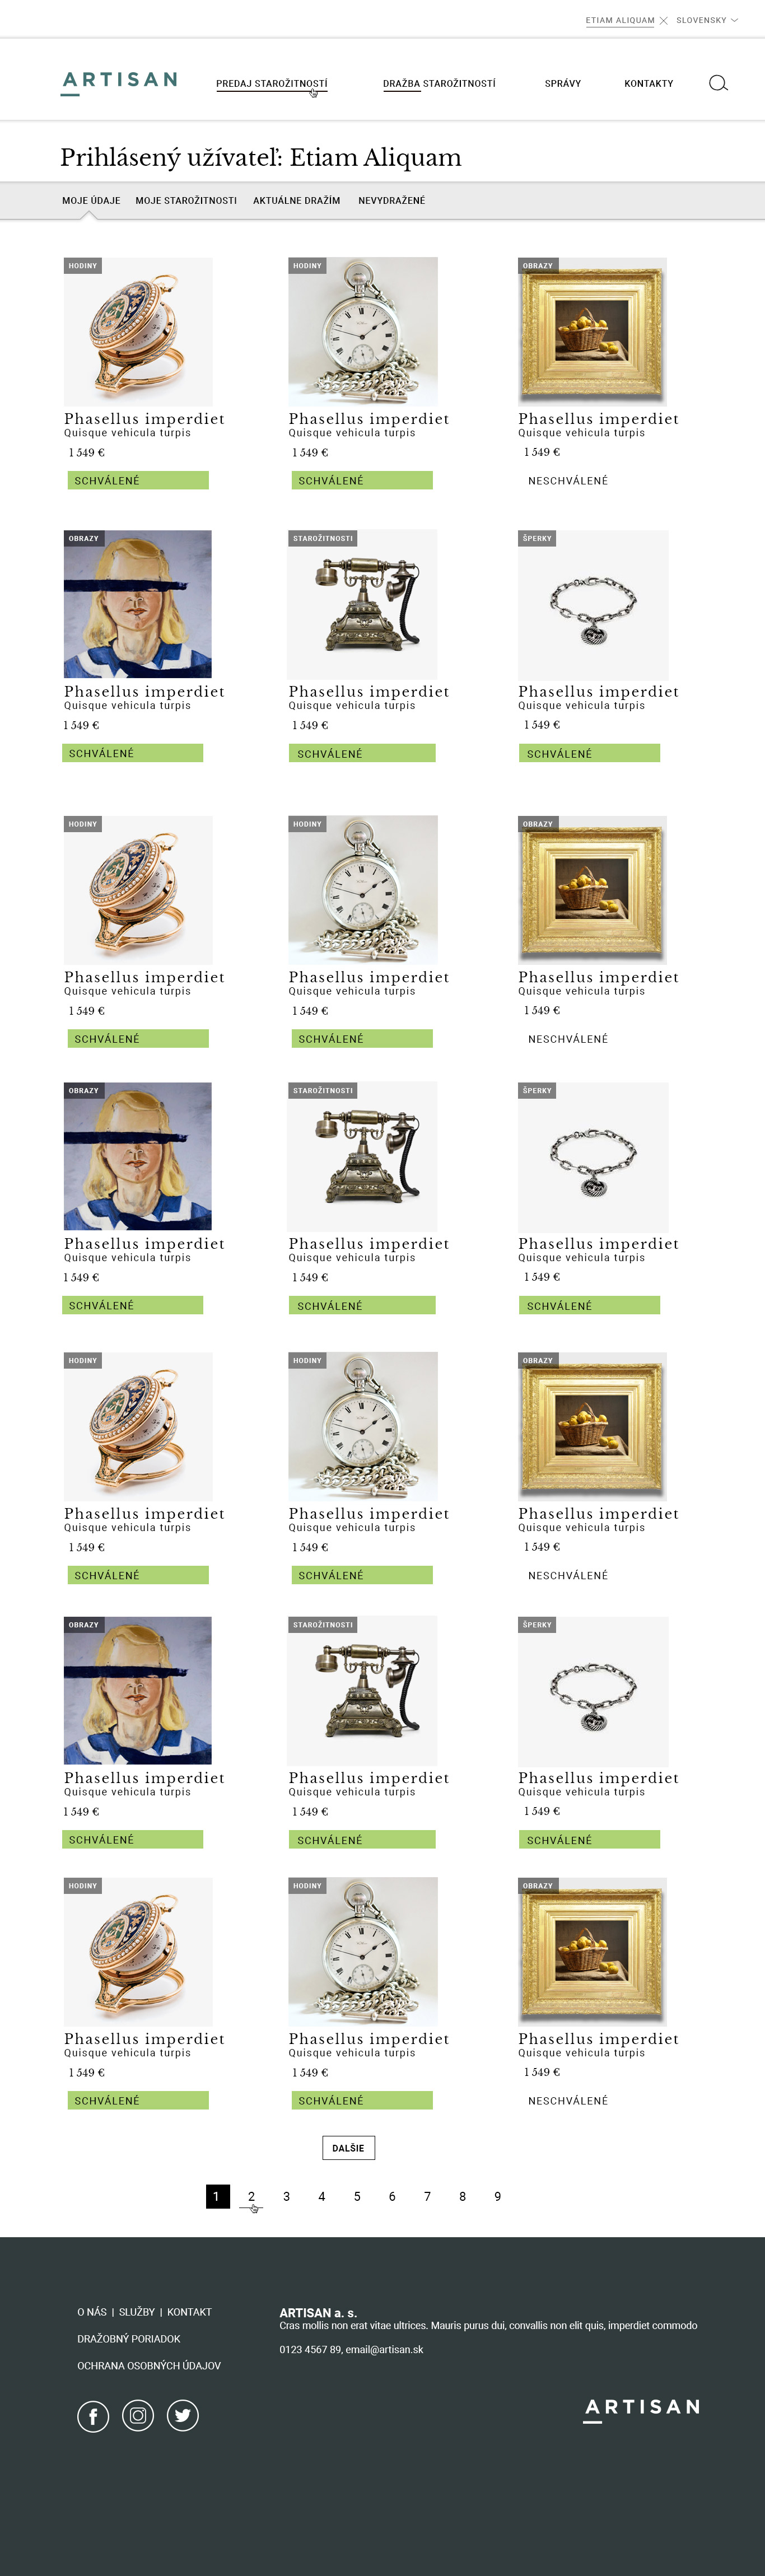 ETIAM ALIQUAM SLOVENSKY
ARTISAN PREDAJ STAROŽITNOSTÍ DRAŽBA STAROŽITNOSTÍ SPRÁVY KONTAKTY
Prihlásený užívateľ: Etiam Aliquam
MOJE ÚDAJE MOJE STAROŽITNOSTI AKTUÁLNE DRAŽÍM NEVYDRAŽENÉ
HODINY HODINY OBRAZY
Phasellus imperdiet Phasellus imperdiet Phasellus imperdiet
Quisque vehicula turpis Quisque vehicula turpis Quisque vehicula turpis
1 549 € 1 549 € 1 549 €
SCHVÁLENÉ SCHVÁLENÉ NESCHVÁLENÉ
OBRAZY STAROŽITNOSTI ŠPERKY
Phasellus imperdiet Phasellus imperdiet Phasellus imperdiet
Quisque vehicula turpis Quisque vehicula turpis Quisque vehicula turpis
1 549 € 1 549 € 1 549 €
SCHVÁLENÉ SCHVÁLENÉ SCHVÁLENÉ
HODINY HODINY OBRAZY
Phasellus imperdiet Phasellus imperdiet Phasellus imperdiet
Quisque vehicula turpis Quisque vehicula turpis Quisque vehicula turpis
1 549 € 1 549 € 1 549 €
SCHVÁLENÉ SCHVÁLENÉ NESCHVÁLENÉ
OBRAZY STAROŽITNOSTI ŠPERKY
Phasellus imperdiet Phasellus imperdiet Phasellus imperdiet
Quisque vehicula turpis Quisque vehicula turpis Quisque vehicula turpis
1 549 € 1 549 € 1 549 €
SCHVÁLENÉ SCHVÁLENÉ SCHVÁLENÉ
HODINY HODINY OBRAZY
Phasellus imperdiet Phasellus imperdiet Phasellus imperdiet
Quisque vehicula turpis Quisque vehicula turpis Quisque vehicula turpis
1 549 € 1 549 € 1 549 €
SCHVÁLENÉ SCHVÁLENÉ NESCHVÁLENÉ
OBRAZY STAROŽITNOSTI ŠPERKY
Phasellus imperdiet Phasellus imperdiet Phasellus imperdiet
Quisque vehicula turpis Quisque vehicula turpis Quisque vehicula turpis
1 549 € 1 549 € 1 549 €
SCHVÁLENÉ SCHVÁLENÉ SCHVÁLENÉ
HODINY HODINY OBRAZY
Phasellus imperdiet Phasellus imperdiet Phasellus imperdiet
Quisque vehicula turpis Quisque vehicula turpis Quisque vehicula turpis
1 549 € 1 549 € 1 549 €
SCHVÁLENÉ SCHVÁLENÉ NESCHVÁLENÉ
DALŠIE
1 2 3 4 5 6 7 8 9
O NÁS | SLUŽBY | KONTAKT
DRAŽOBNÝ PORIADOK
OCHRANA OSOBNÝCH ÚDAJOV
ARTISAN a. s.
Cras mollis non erat vitae ultrices. Mauris purus dui, convallis non elit quis, imperdiet commodo
0123 4567 89, email@artisan.sk
ARTISAN